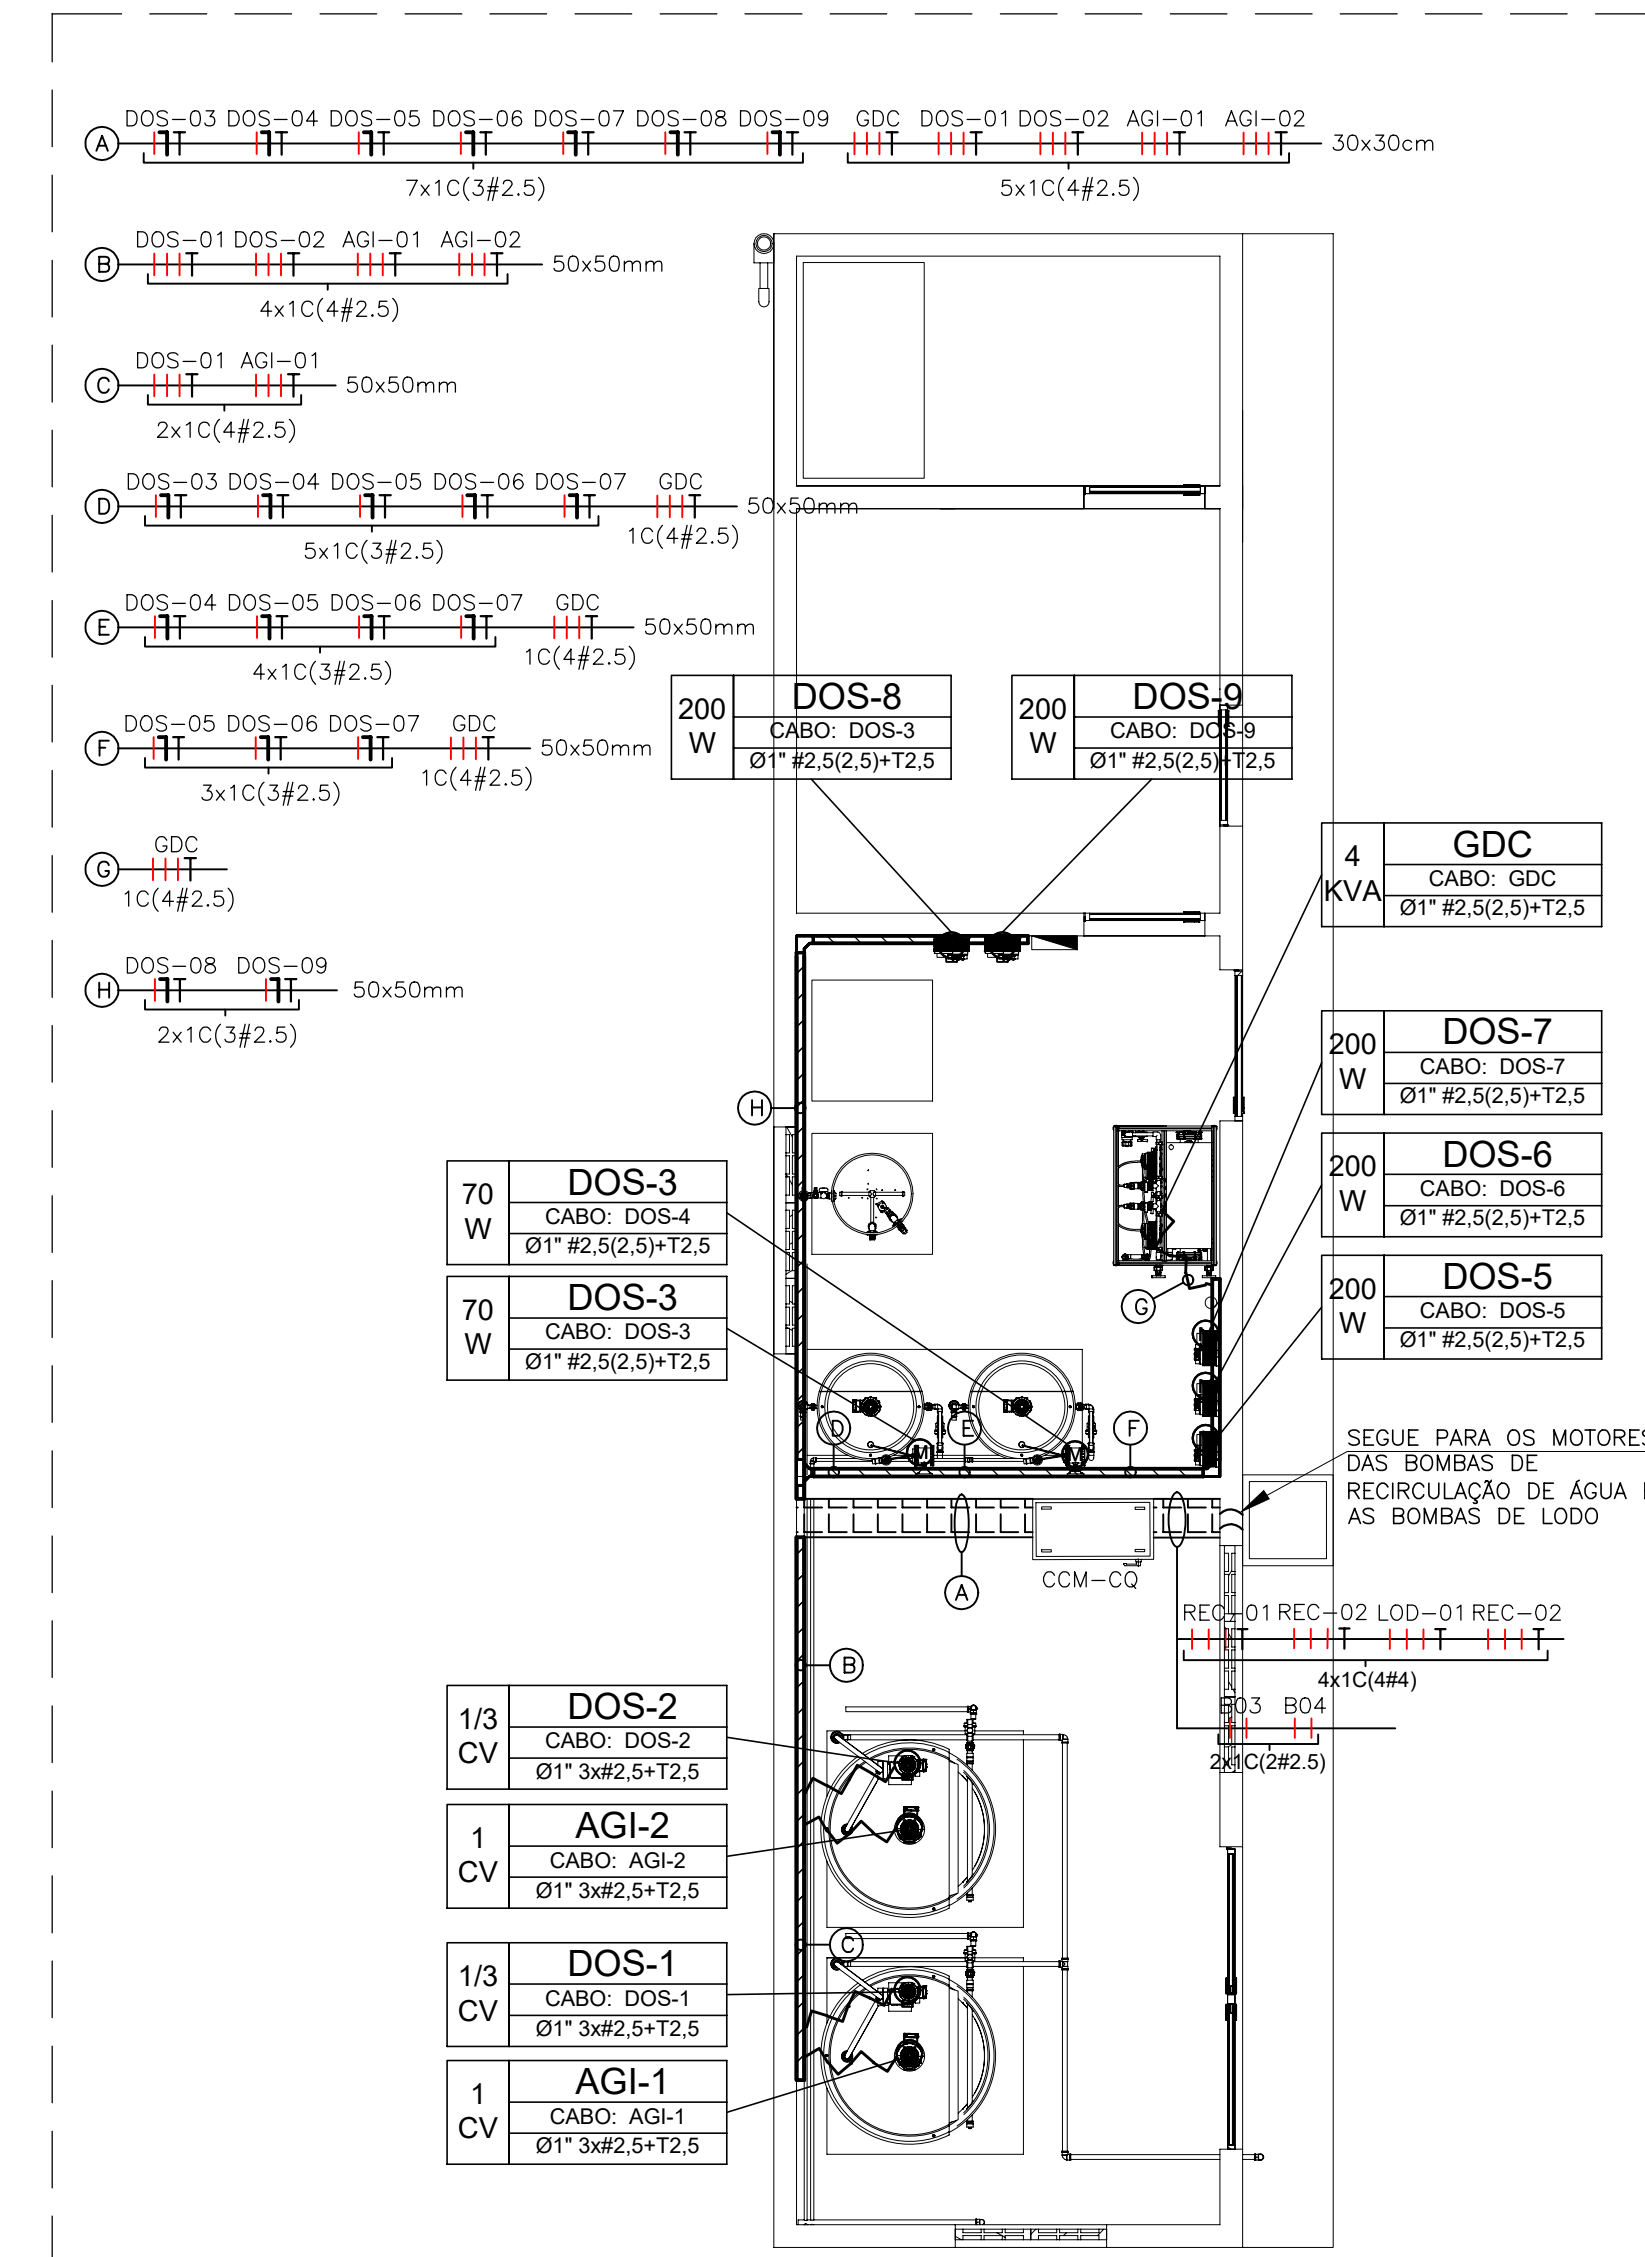 DOS-03 DOS-04 DOS-05 DOS-06 DOS-07 DOS-08 DOS-09 GDC DOS-01 DOS-02 AGI-01 AGI-02
A 30x30cm
7x1C(3#2.5) 5x1C(4#2.5)
DOS-01 DOS-02 AGI-01 AGI-02
B 50x50mm
4x1C(4#2.5)
DOS-01 AGI-01
C 50x50mm
2x1C(4#2.5)
DOS-03 DOS-04 DOS-05 DOS-06 DOS-07 GDC
D 50x50mm
5x1C(3#2.5) 1C(4#2.5)
DOS-04 DOS-05 DOS-06 DOS-07 GDC
E 50x50mm
4x1C(3#2.5) 1C(4#2.5)
DOS-05 DOS-06 DOS-07 GDC
F 50x50mm
3x1C(3#2.5) 1C(4#2.5)
GDC
G
1C(4#2.5)
DOS-08 DOS-09
H 50x50mm
2x1C(3#2.5)
200 W
DOS-8
CABO: DOS-3
Ø1" #2,5(2,5)+T2,5
200 W
DOS-9
CABO: DOS-9
Ø1" #2,5(2,5)+T2,5
4 KVA
GDC
CABO: GDC
Ø1" #2,5(2,5)+T2,5
200 W
DOS-7
CABO: DOS-7
Ø1" #2,5(2,5)+T2,5
200 W
DOS-6
CABO: DOS-6
Ø1" #2,5(2,5)+T2,5
200 W
DOS-5
CABO: DOS-5
Ø1" #2,5(2,5)+T2,5
H
70 W
DOS-3
CABO: DOS-4
Ø1" #2,5(2,5)+T2,5
70 W
DOS-3
CABO: DOS-3
Ø1" #2,5(2,5)+T2,5
G
D E F
M M
SEGUE PARA OS MOTORES
DAS BOMBAS DE
RECIRCULAÇÃO DE ÁGUA
AS BOMBAS DE LODO
CCM-CQ
A
REC-01 REC-02 LOD-01 REC-02
4x1C(4#4)
B03 B04
2x1C(2#2.5)
B
1/3 CV
DOS-2
CABO: DOS-2
Ø1" 3x#2,5+T2,5
1 CV
AGI-2
CABO: AGI-2
Ø1" 3x#2,5+T2,5
C
1/3 CV
DOS-1
CABO: DOS-1
Ø1" 3x#2,5+T2,5
1 CV
AGI-1
CABO: AGI-1
Ø1" 3x#2,5+T2,5